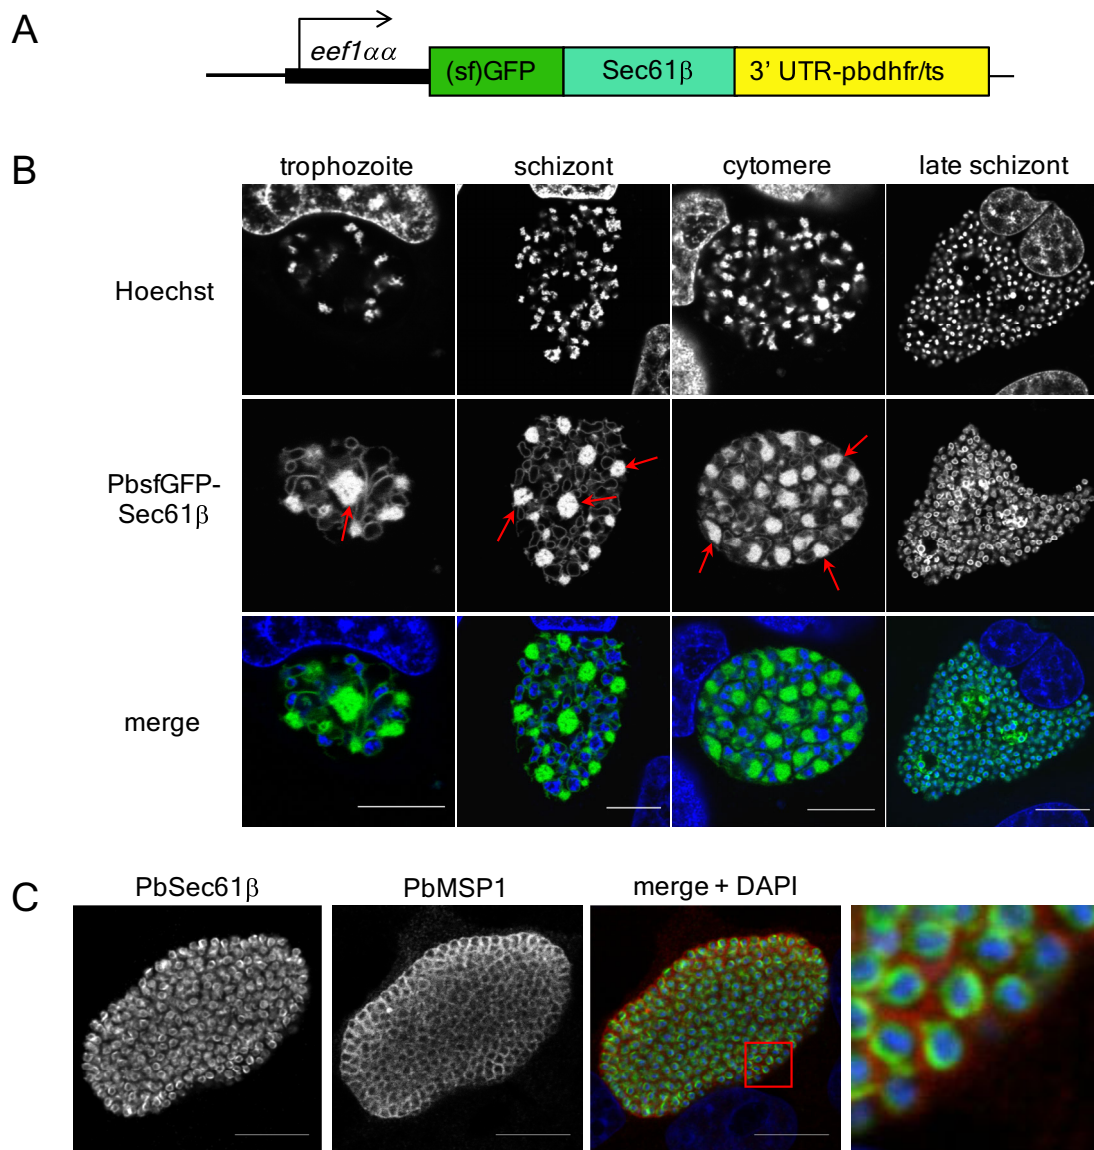 A
eef1αα
(sf)GFP
Sec61β
3’ UTR-pbdhfr/ts
B
trophozoite
schizont
cytomere
late schizont
Hoechst
PbsfGFP-
Sec61β
merge
C
PbSec61β
PbMSP1
merge + DAPI